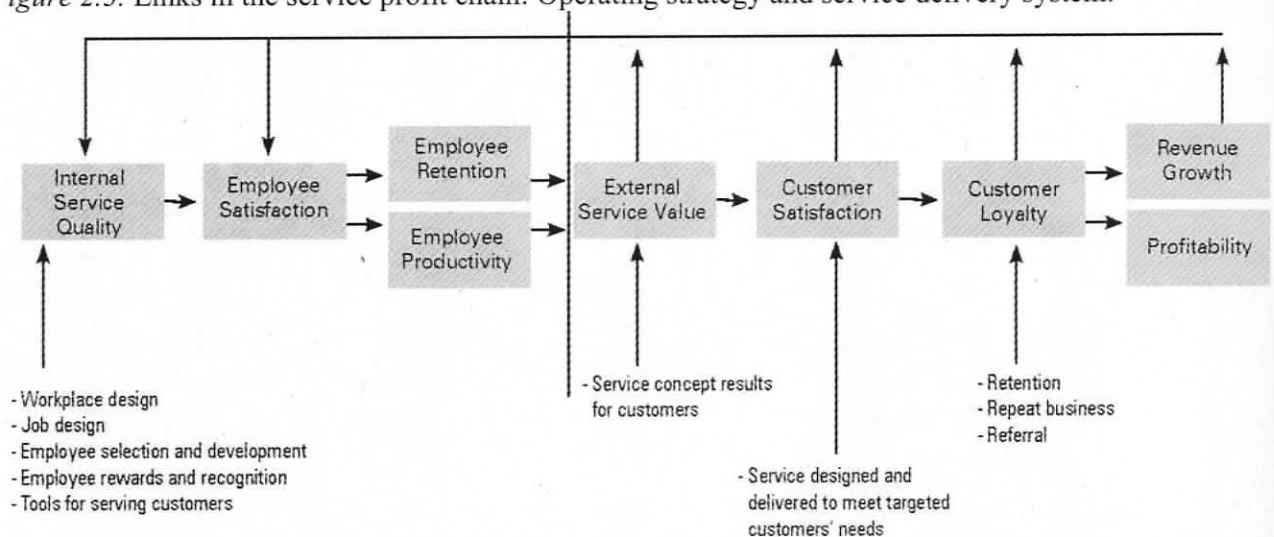 igure 2.3. Links in the service profit chain: Operating strategy and service delivery system.
Internal
Service
Quality
Employee
Satisfaction
Employee
Retention
Employee
Productivity
External
Service Value
Customer
Satisfaction
Customer
Loyalty
Revenue
Growth
Profitability
- Workplace design
- Job design
- Employee selection and development
- Employee rewards and recognition
- Tools for serving customers
- Service concept results
for customers
- Service designed and
delivered to meet targeted
customers' needs
- Retention
- Repeat business
- Referral